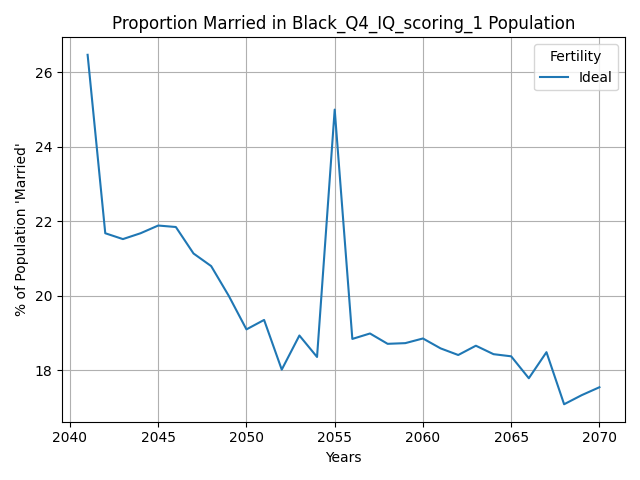 Proportion Married in Black_Q4_IQ_scoring_1 Population
Fertility
Ideal
% of Population 'Married'
26
24
22
20
18
2040
2045
2050
2055
2060
2065
2070
Years